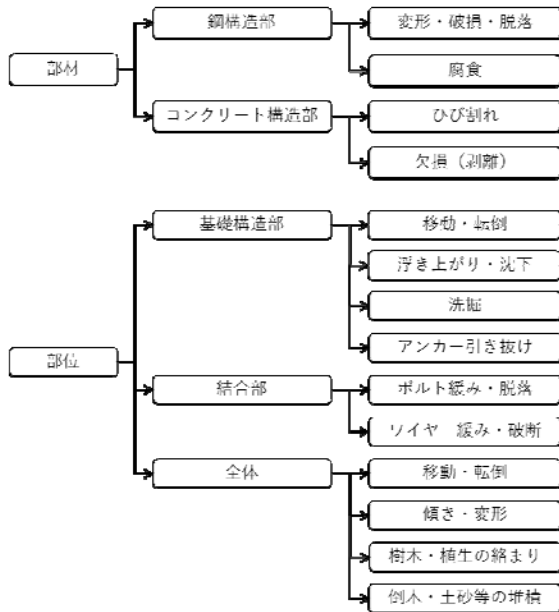 部材
鋼構造部
変形・破損・脱落
腐食
コンクリート構造部
ひび割れ
欠損（剥離）
部位
基礎構造部
移動・転倒
浮き上がり・沈下
洗掘
アンカー引き抜け
結合部
ボルト緩み・脱落
ワイヤ　緩み・破断
全体
移動・転倒
傾き・変形
樹木・植生の絡まり
倒木・土砂等の堆積